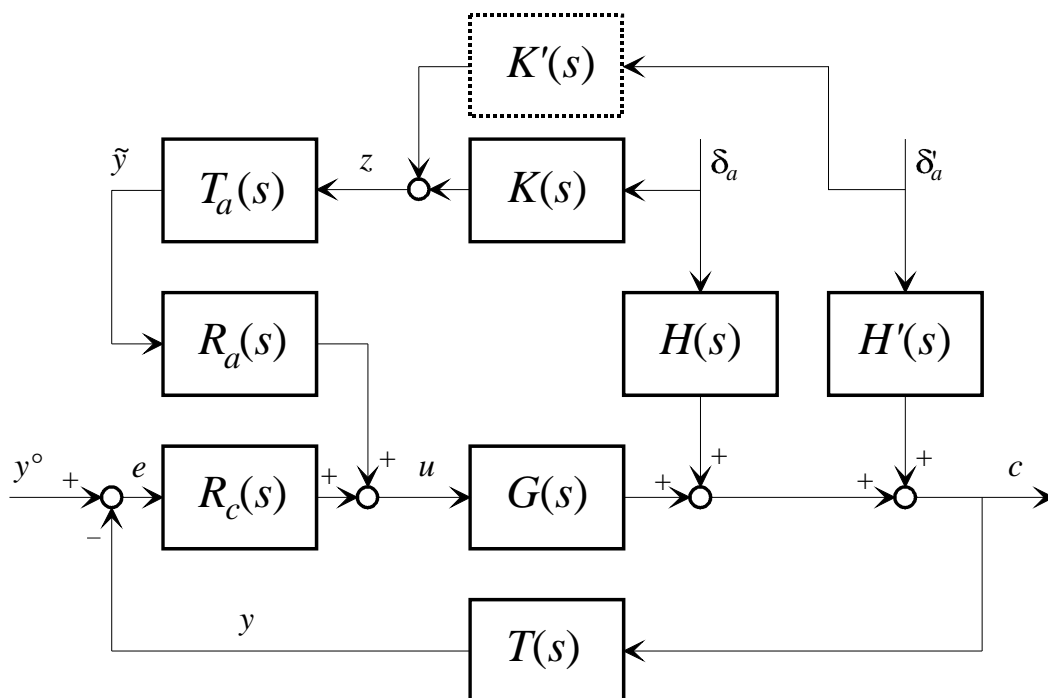 K'(s)
ỹ
T_a(s)
z
K(s)
δ_a
δ'_a
R_a(s)
H(s)
H'(s)
y°
+
e
R_c(s)
+
+
u
G(s)
+
+
+
+
c
−
y
T(s)